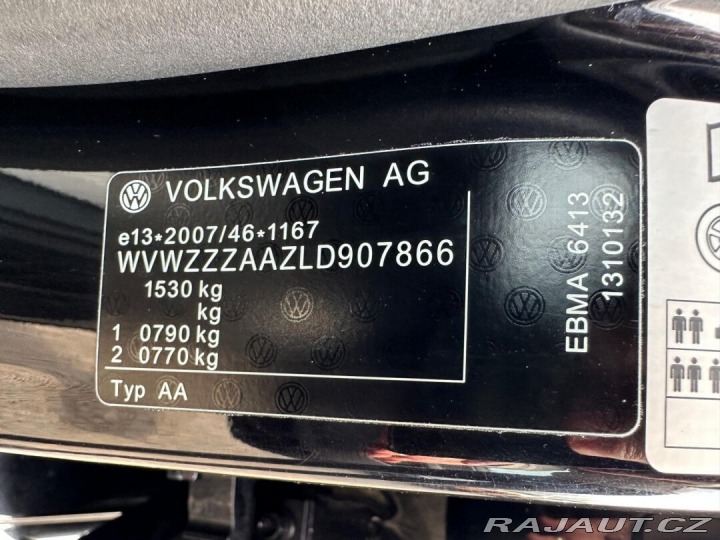 VOLKSWAGEN AG
e13*2007/46*1167
WVWZZZAAZLD907866
1530 kg
kg
1 0790 kg
2 0770 kg
Typ AA
EBMA 6413
1310132
RAJAUT.CZ